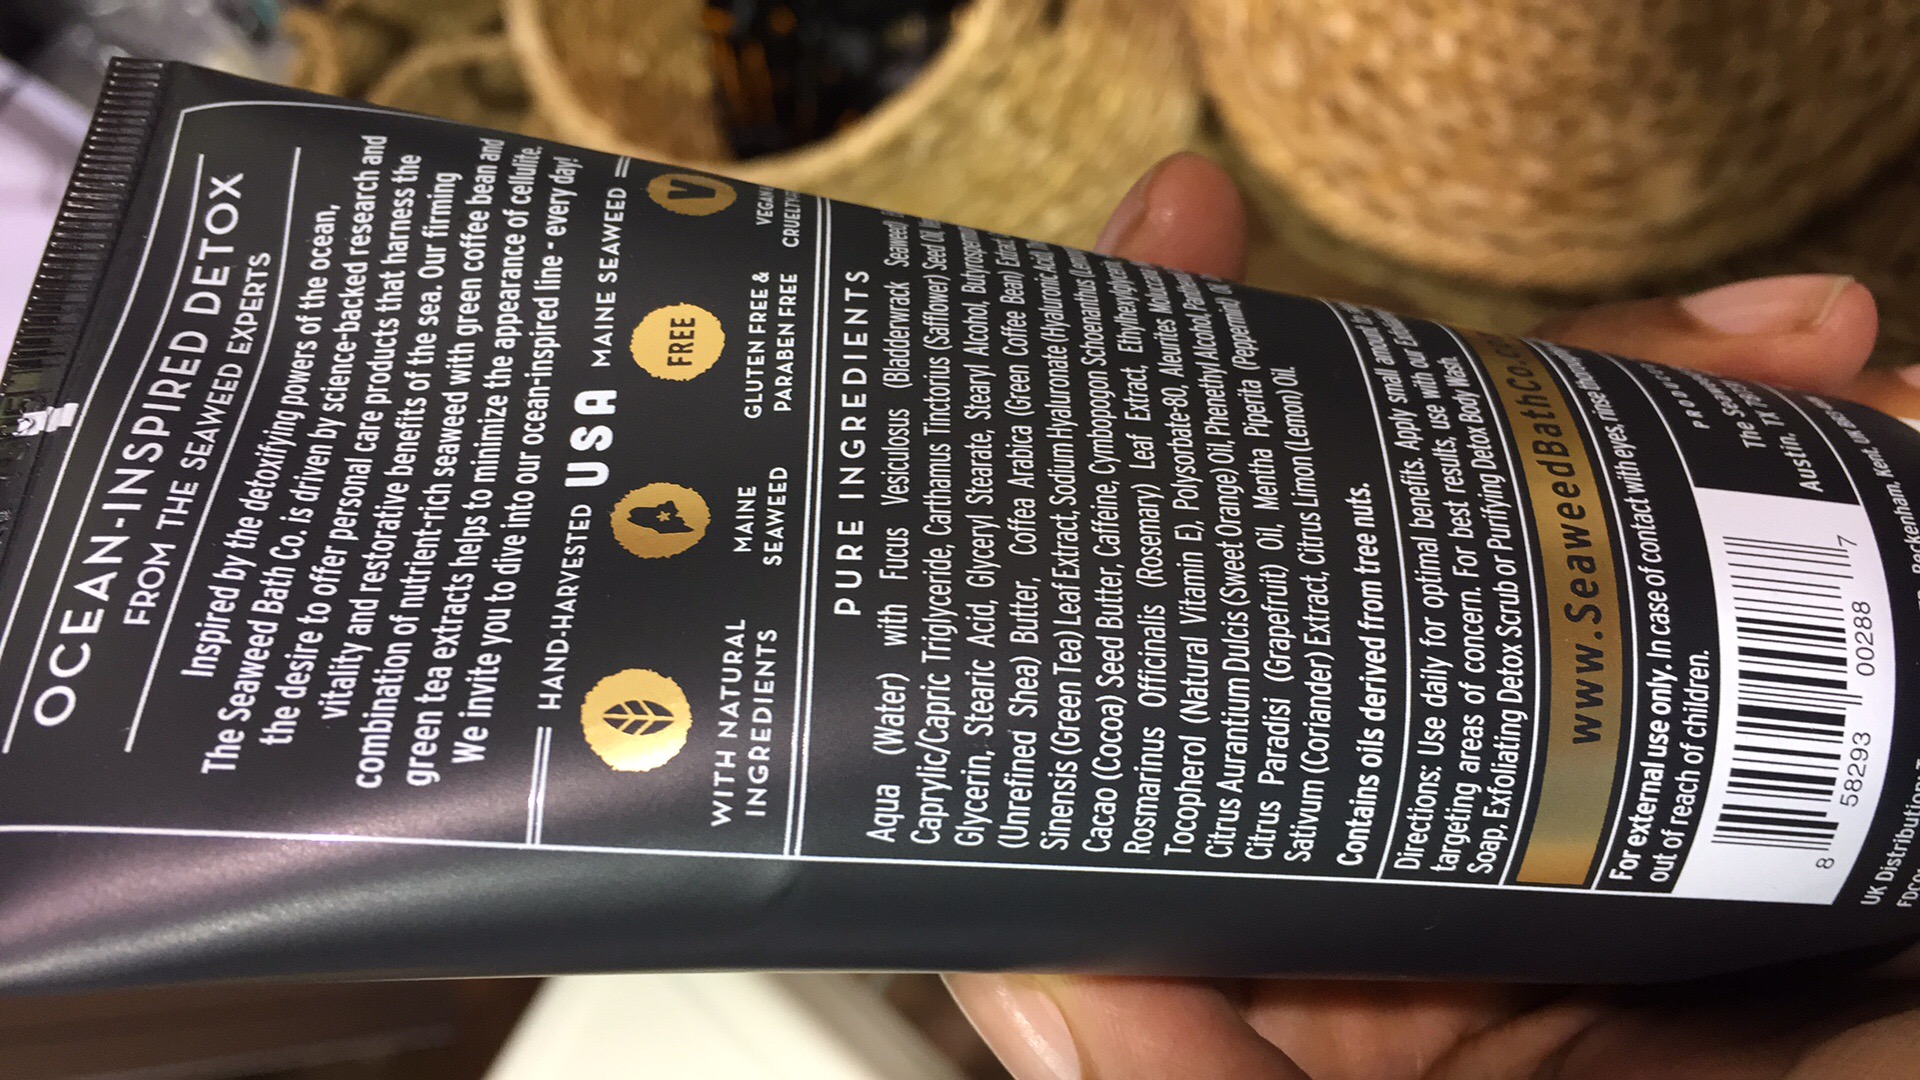 OCEAN-INSPIRED DETOX
FROM THE SEAWEED EXPERTS
Inspired by the detoxifying powers of the ocean,
The Seaweed Bath Co. is driven by science-backed research and
the desire to offer personal care products that harness the
vitality and restorative benefits of the sea. Our firming
combination of nutrient-rich seaweed with green coffee bean and
green tea extracts helps to minimize the appearance of cellulite.
We invite you to dive into our ocean-inspired line - every day!
HAND-HARVESTED USA MAINE SEAWEED
FREE
V
WITH NATURAL
INGREDIENTS
MAINE
SEAWEED
GLUTEN FREE &
PARABEN FREE
VEGAN
PURE INGREDIENTS
Aqua (Water) with Fucus Vesiculosus (Bladderwrack Seaweed)
Caprylic/Capric Triglyceride, Carthamus Tinctorius (Safflower) Seed Oil,
Glycerin, Stearic Acid, Glyceryl Stearate, Stearyl Alcohol,
(Unrefined Shea) Butter, Coffea Arabica (Green Coffee Bean)
Sinensis (Green Tea) Leaf Extract, Sodium Hyaluronate (Hyaluronic Acid),
Cacao (Cocoa) Seed Butter, Caffeine, Cymbopogon Schoenanthus
Rosmarinus Officinalis (Rosemary) Leaf Extract,
Tocopherol (Natural Vitamin E), Polysorbate-80, Aleurites
Citrus Aurantium Dulcis (Sweet Orange) Oil, Phenethyl Alcohol,
Citrus Paradisi (Grapefruit) Oil, Mentha Piperita (Peppermint)
Sativum (Coriander) Extract, Citrus Limon (Lemon) Oil.
Contains oils derived from tree nuts.
Directions: Use daily for optimal benefits. Apply small
targeting areas of concern. For best results, use with our
Soap, Exfoliating Detox Scrub or Purifying Detox Body Wash.
www.SeaweedBathCo.
For external use only. In case of contact with eyes, rinse
out of reach of children.
The
Austin, TX
8 58293 00288 7
UK
Kent,